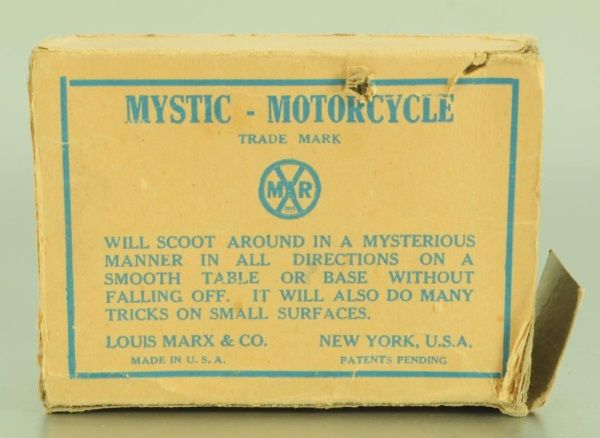 MYSTIC - MOTORCYCLE
TRADE MARK
MAR
WILL SCOOT AROUND IN A MYSTERIOUS
MANNER IN ALL DIRECTIONS ON A
SMOOTH TABLE OR BASE WITHOUT
FALLING OFF. IT WILL ALSO DO MANY
TRICKS ON SMALL SURFACES.
LOUIS MARX & CO. NEW YORK, U.S.A.
MADE IN U.S.A. PATENTS PENDING